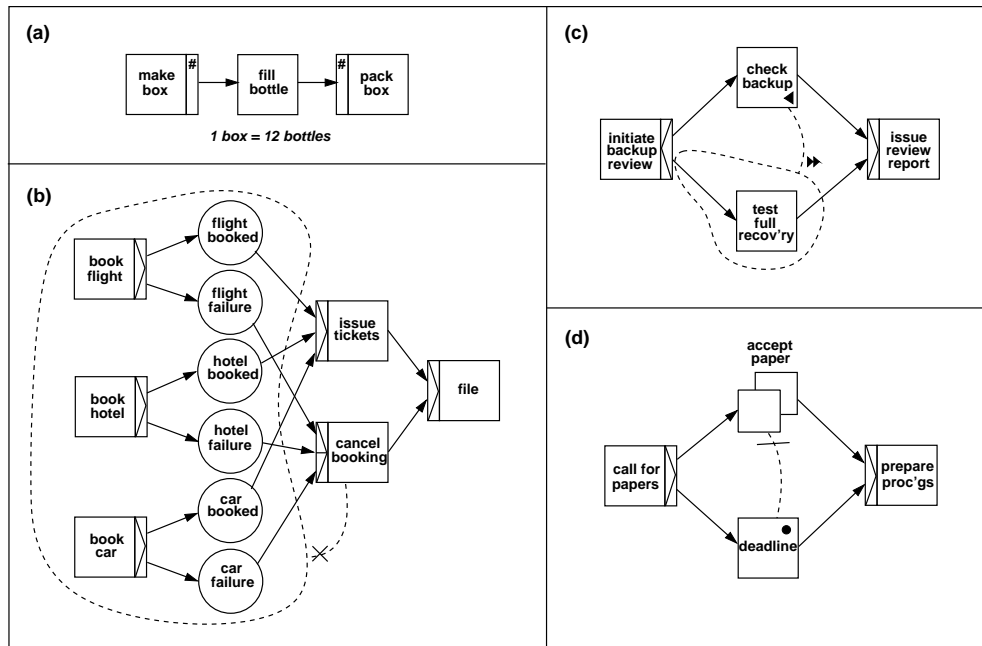 (a)
make
box
#
fill
bottle
#
pack
box
1 box = 12 bottles
(b)
book
flight
flight
booked
flight
failure
book
hotel
hotel
booked
hotel
failure
book
car
car
booked
car
failure
issue
tickets
cancel
booking
file
(c)
initiate
backup
review
check
backup
test
full
recov'ry
issue
review
report
(d)
accept
paper
call for
papers
deadline
prepare
proc'gs